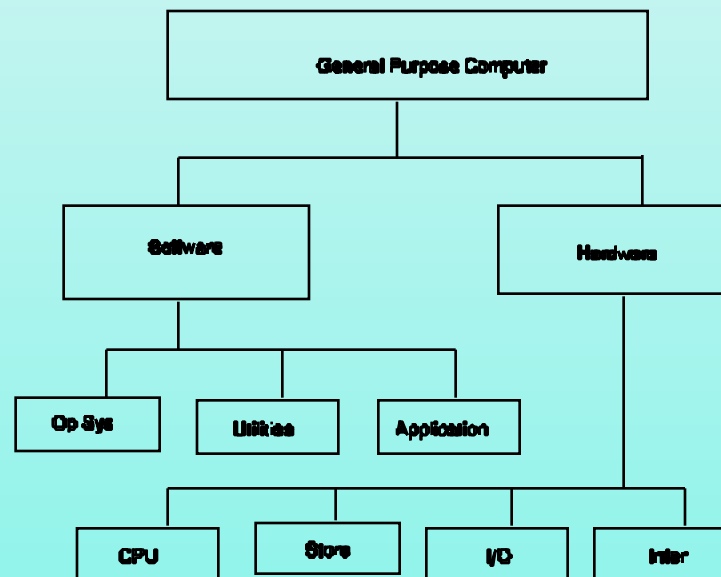 General Purpose Computer
Software
Hardware
Op Sys
Utilities
Application
CPU
Store
I/O
Inter